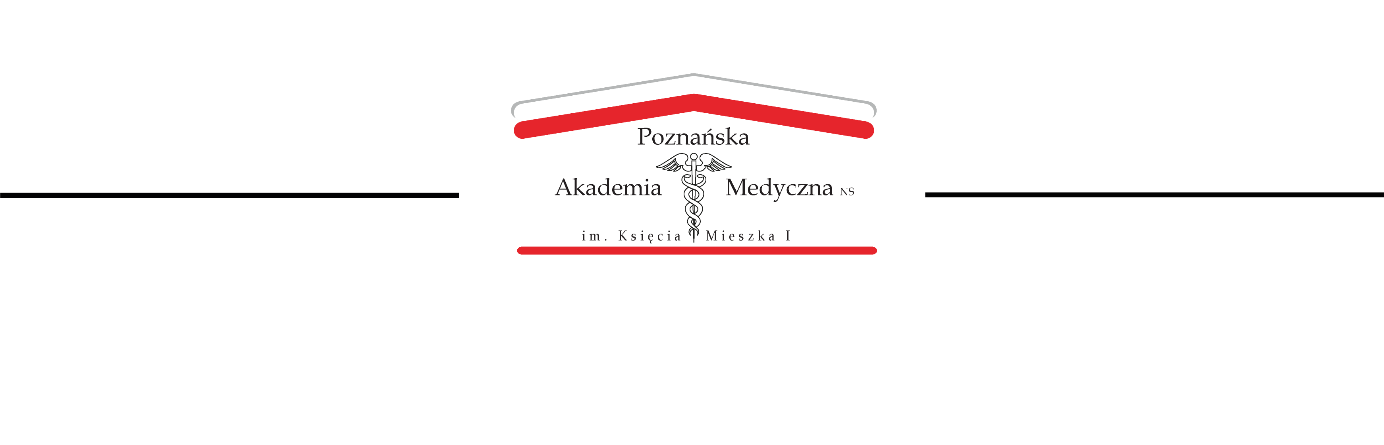 Poznańska
Akademia Medyczna NS
im. Księcia Mieszka I